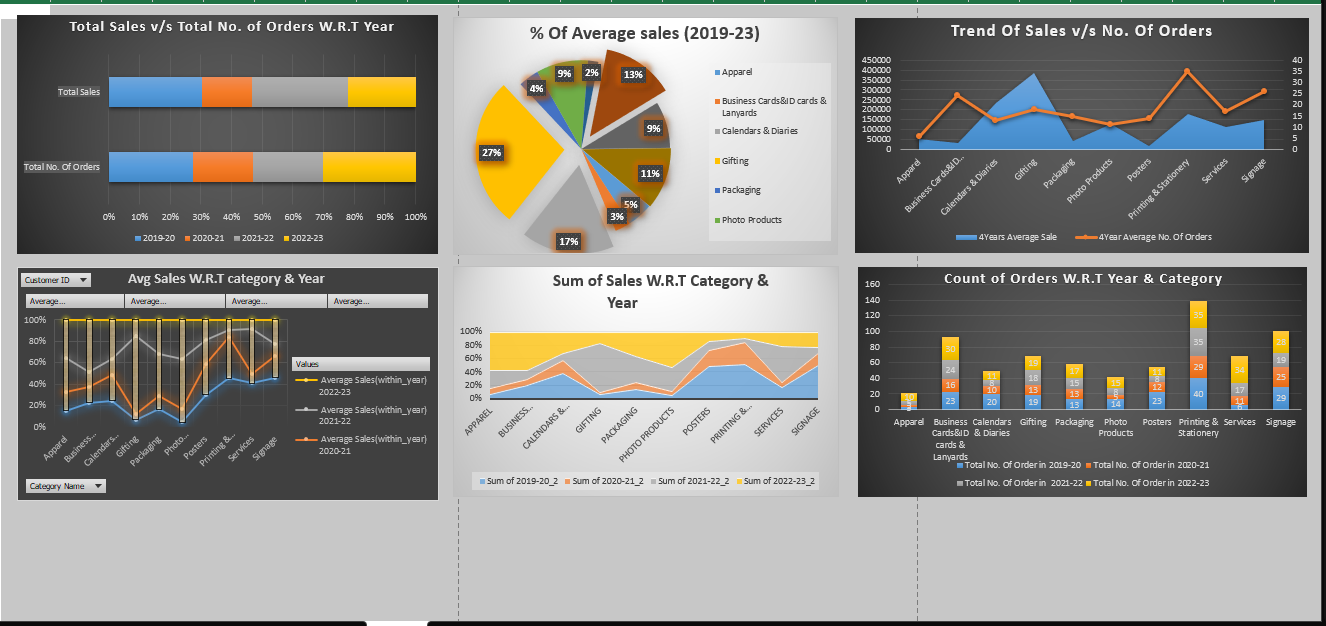 Total Sales v/s Total No. of Orders W.R.T Year
Total Sales
Total No. Of Orders
0% 10% 20% 30% 40% 50% 60% 70% 80% 90% 100%
2019-20 2020-21 2021-22 2022-23
% Of Average sales (2019-23)
9% 2% 13%
4%
9%
27%
11%
5%
3%
17%
Apparel
Business Cards&ID cards &
Lanyards
Calendars & Diaries
Gifting
Packaging
Photo Products
Trend Of Sales v/s No. Of Orders
450000 40
400000 35
350000 30
300000 25
250000
200000 20
150000 15
100000 10
50000 5
0 0
Apparel
Business Cards&ID...
Calendars & Diaries
Gifting
Packaging
Photo Products
Posters
Printing & Stationery
Services
Signage
4Years Average Sale 4Year Average No. Of Orders
Customer ID
Avg Sales W.R.T category & Year
Average... Average... Average... Average...
100%
80%
60%
40%
20%
0%
Apparel
Business...
Calendars...
Gifting
Packaging
Photo...
Posters
Printing &...
Services
Signage
Values
Average Sales(within_year)
2022-23
Average Sales(within_year)
2021-22
Average Sales(within_year)
2020-21
Category Name
Sum of Sales W.R.T Category &
Year
100%
80%
60%
40%
20%
0%
APPAREL
BUSINESS...
CALENDARS &...
GIFTING
PACKAGING
PHOTO PRODUCTS
POSTERS
PRINTING &...
SERVICES
SIGNAGE
Sum of 2019-20_2 Sum of 2020-21_2 Sum of 2021-22_2 Sum of 2022-23_2
Count of Orders W.R.T Year & Category
160
140
120
100
80
60
40
20
0
30
24
16
23
11
8
10
20
19
18
13
19
17
15
13
13
15
8
14
11
8
12
23
35
35
29
40
34
17
11
6
28
19
25
29
Apparel
Business
Cards&ID
cards &
Lanyards
Calendars
& Diaries
Gifting
Packaging
Photo
Products
Posters
Printing &
Stationery
Services
Signage
Total No. Of Order in 2019-20 Total No. Of Order in 2020-21
Total No. Of Order in 2021-22 Total No. Of Order in 2022-23